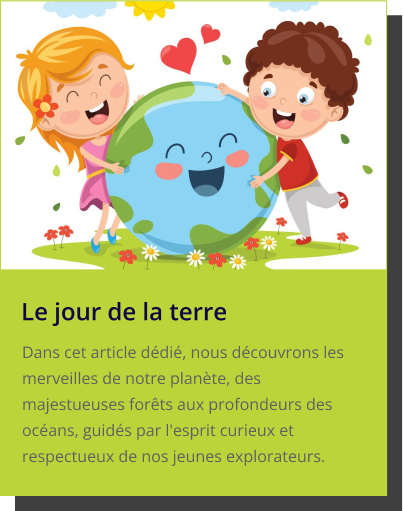 Le jour de la terre
Dans cet article dédié, nous découvrons les
merveilles de notre planète, des
majestueuses forêts aux profondeurs des
océans, guidés par l'esprit curieux et
respectueux de nos jeunes explorateurs.